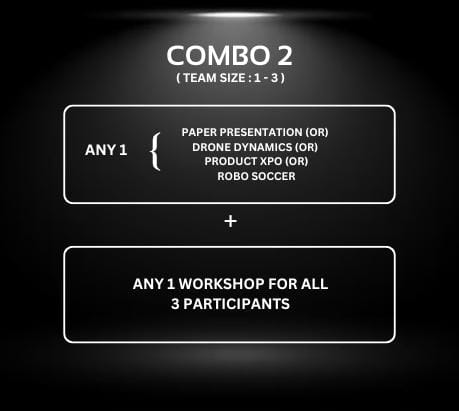 COMBO 2
( TEAM SIZE : 1 - 3 )
ANY 1
{
PAPER PRESENTATION (OR)
DRONE DYNAMICS (OR)
PRODUCT XPO (OR)
ROBO SOCCER
+
ANY 1 WORKSHOP FOR ALL
3 PARTICIPANTS